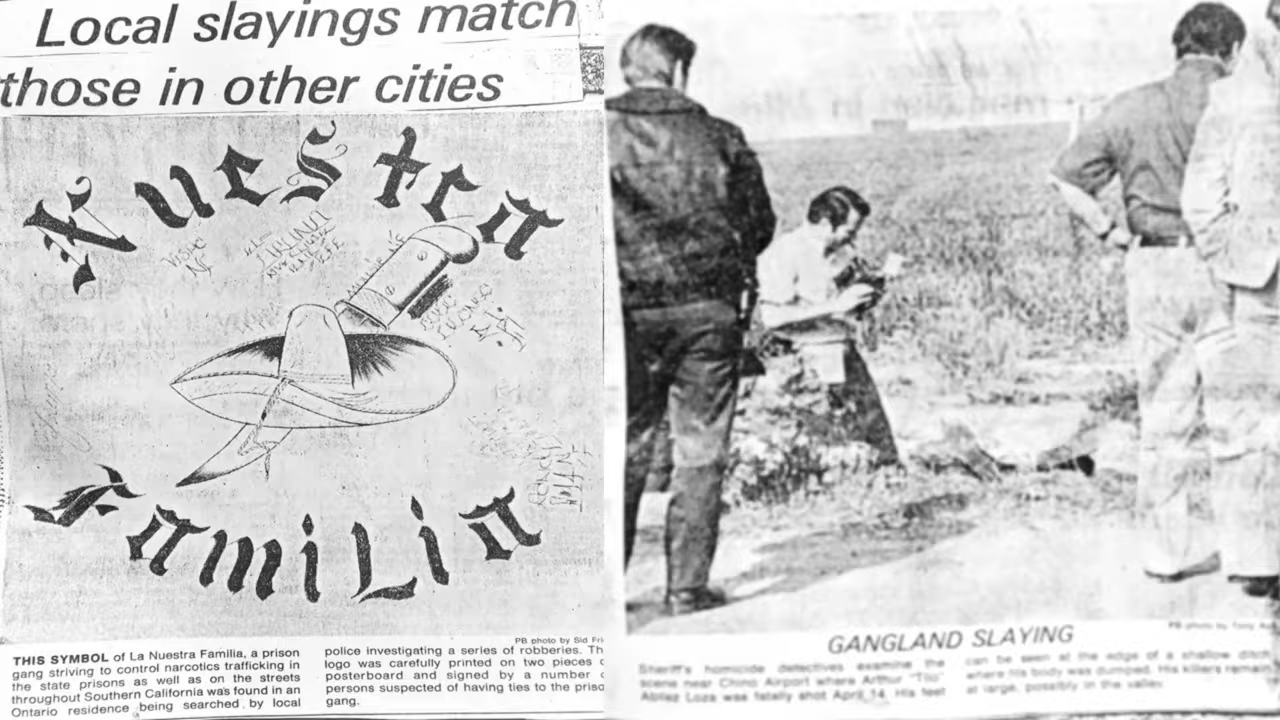 Local slayings match
those in other cities
Nuestra
Familia
PB photo by Sid Fri
THIS SYMBOL of La Nuestra Familia, a prison
gang striving to control narcotics trafficking in
the state prisons as well as on the streets
throughout Southern California was found in an
Ontario residence being searched by local
police investigating a series of robberies. Th
logo was carefully printed on two pieces o
posterboard and signed by a number o
persons suspected of having ties to the priso
gang.
PB photo by Tony
GANGLAND SLAYING
Sheriff's homicide detectives examine the
scene near Chino Airport where Arthur "Tito"
Abilez Loza was fatally shot April 14. His feet
can be seen at the edge of a shallow ditch
where his body was dumped. His killers remain
at large, possibly in the valley.